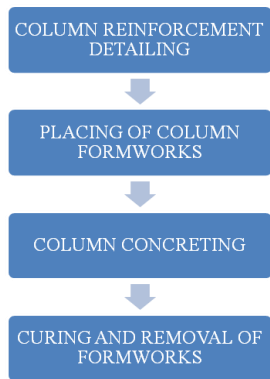 COLUMN REINFORCEMENT
DETAILING
PLACING OF COLUMN
FORMWORKS
COLUMN CONCRETING
CURING AND REMOVAL OF
FORMWORKS